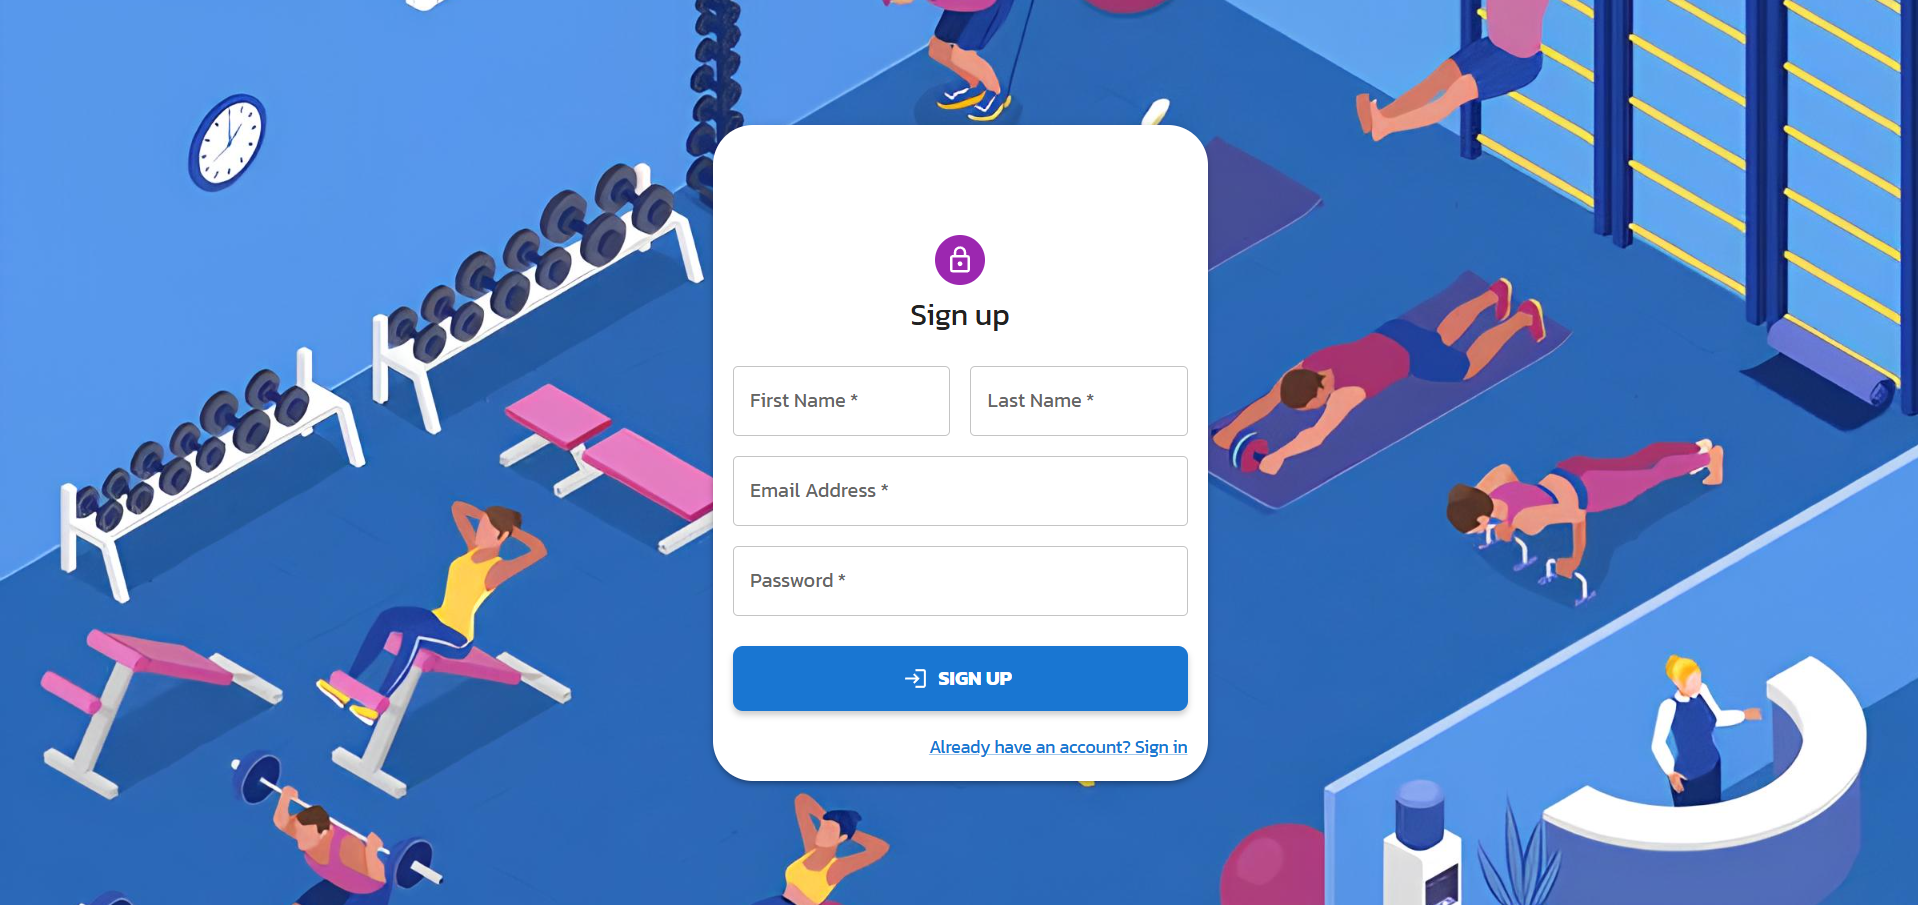 Sign up
First Name *
Last Name *
Email Address *
Password *
SIGN UP
Already have an account? Sign in